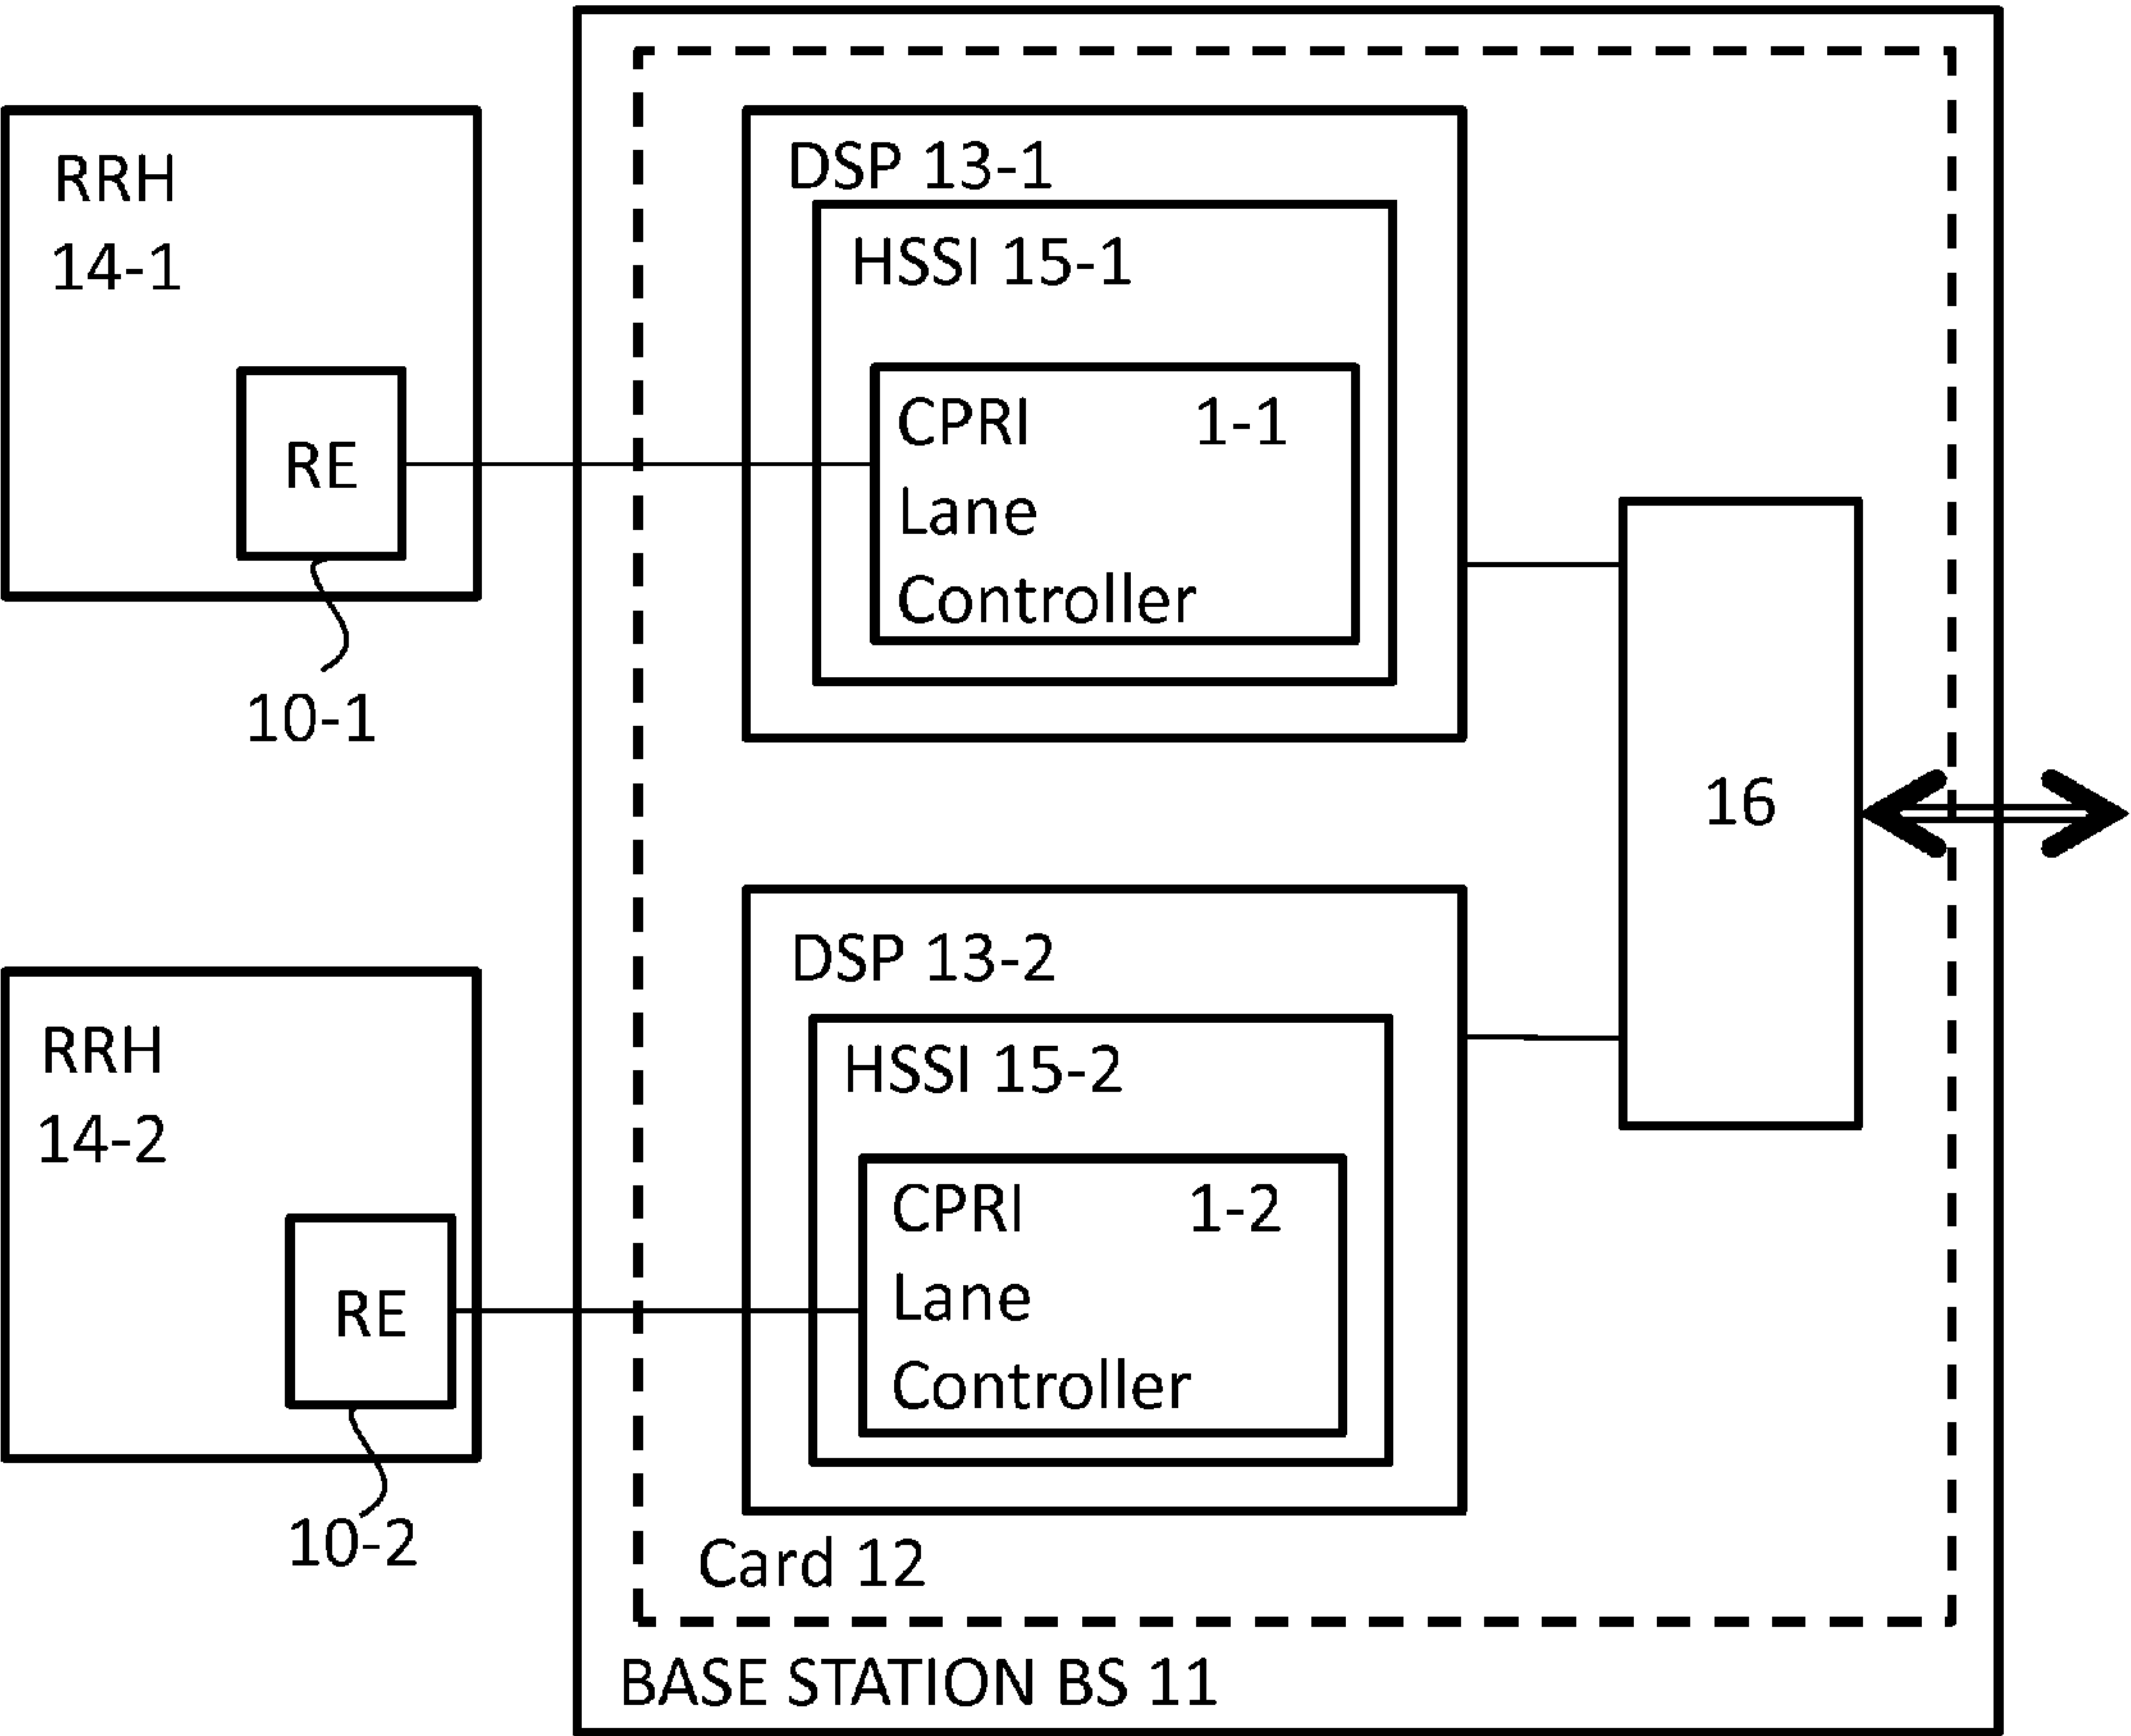 RRH
14-1
RE
10-1
RRH
14-2
RE
10-2
DSP 13-1
HSSI 15-1
CPRI 1-1
Lane
Controller
16
DSP 13-2
HSSI 15-2
CPRI 1-2
Lane
Controller
Card 12
BASE STATION BS 11